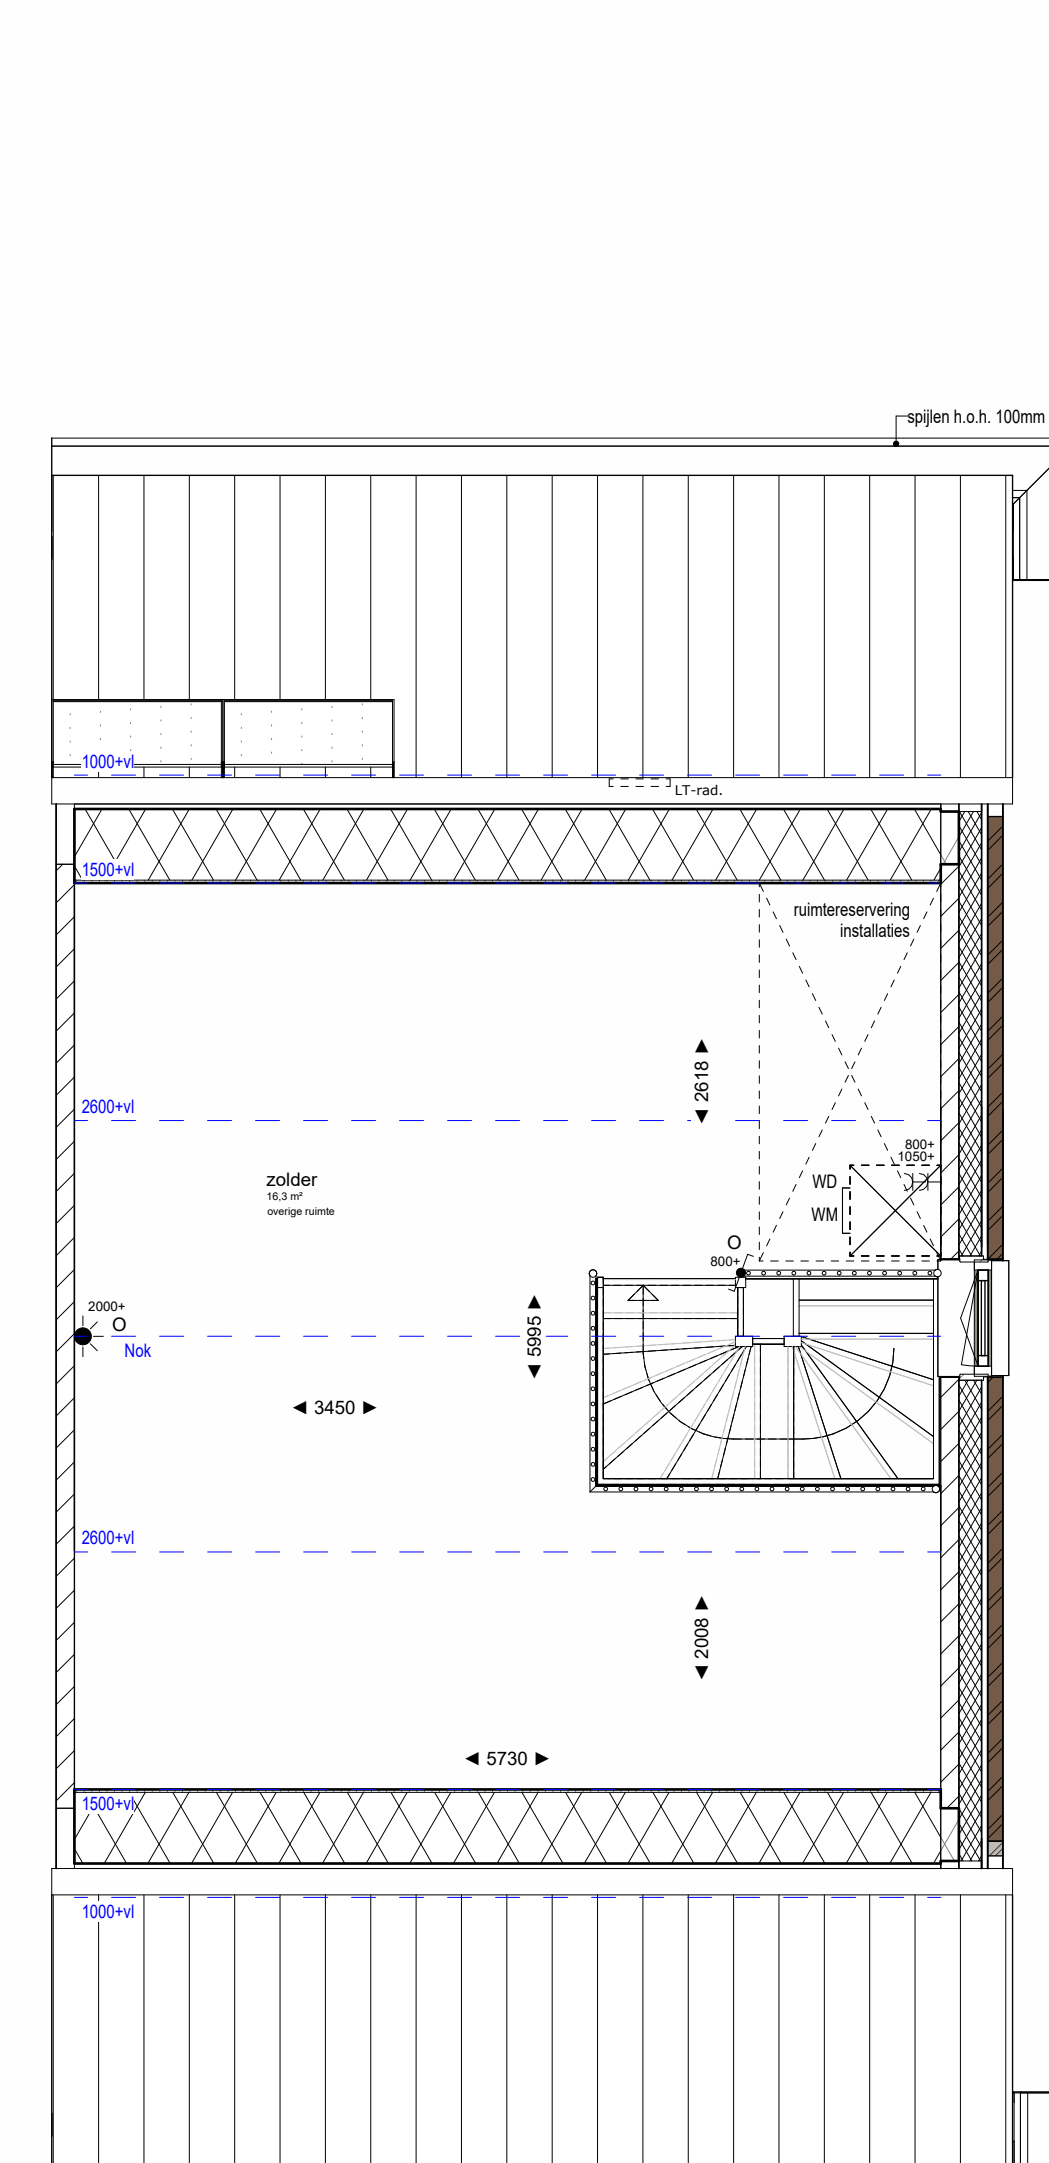 spijlen h.o.h. 100mm
1000+vl
LT-rad.
1500+vl
ruimtereservering
installaties
2618
2600+vl
800+
1050+
zolder
16,3 m²
overige ruimte
WD
WM
O
800+
2000+
O
Nok
5995
3450
2600+vl
2008
5730
1500+vl
1000+vl